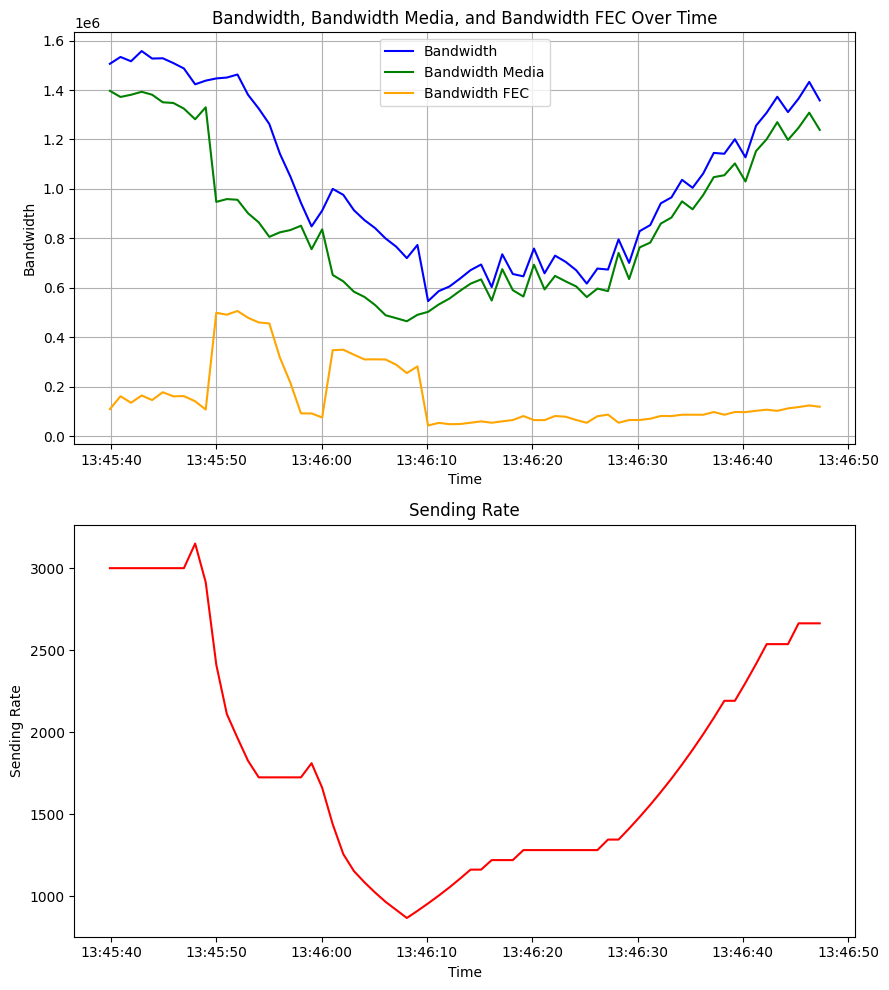 Bandwidth, Bandwidth Media, and Bandwidth FEC Over Time
1e6
1.6
1.4
1.2
1.0
0.8
0.6
0.4
0.2
0.0
Bandwidth
Bandwidth
Bandwidth Media
Bandwidth FEC
13:45:40 13:45:50 13:46:00 13:46:10 13:46:20 13:46:30 13:46:40 13:46:50
Time
Sending Rate
3000
2500
2000
1500
1000
Sending Rate
13:45:40 13:45:50 13:46:00 13:46:10 13:46:20 13:46:30 13:46:40 13:46:50
Time